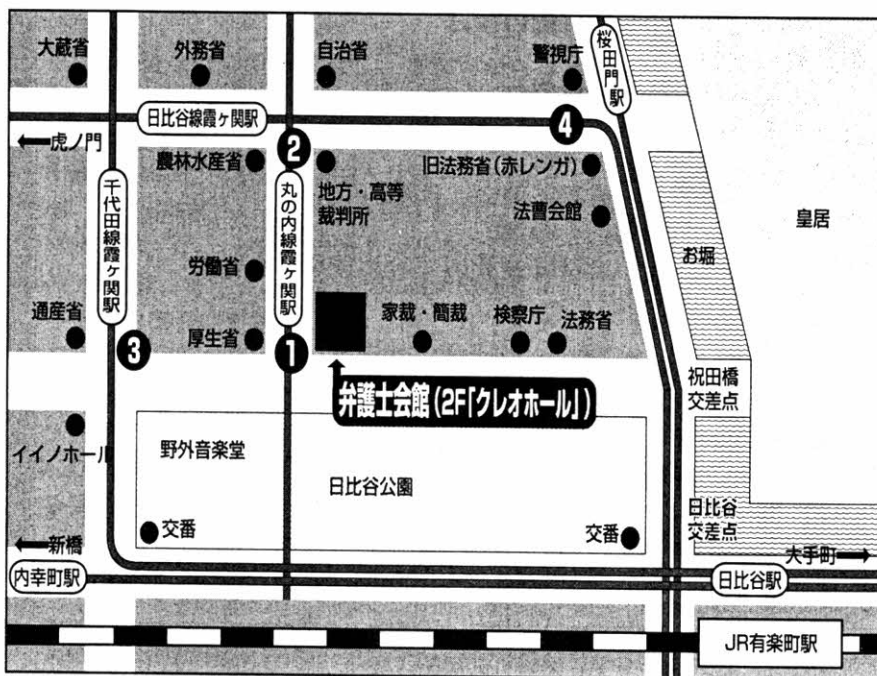 大蔵省
外務省
自治省
警視庁
桜田門駅
日比谷線霞ヶ関駅
←虎ノ門
4
2
農林水産省
旧法務省(赤レンガ)
地方・高等
裁判所
法曹会館
千代田線霞ヶ関駅
丸の内線霞ヶ関駅
皇居
お堀
労働省
通産省
3
厚生省
1
家裁・簡裁
検察庁
法務省
祝田橋
交差点
弁護士会館(2F「クレオホール」)
イイノホール
野外音楽堂
日比谷公園
日比谷
交差点
交番
交番
←新橋
大手町→
内幸町駅
日比谷駅
JR有楽町駅